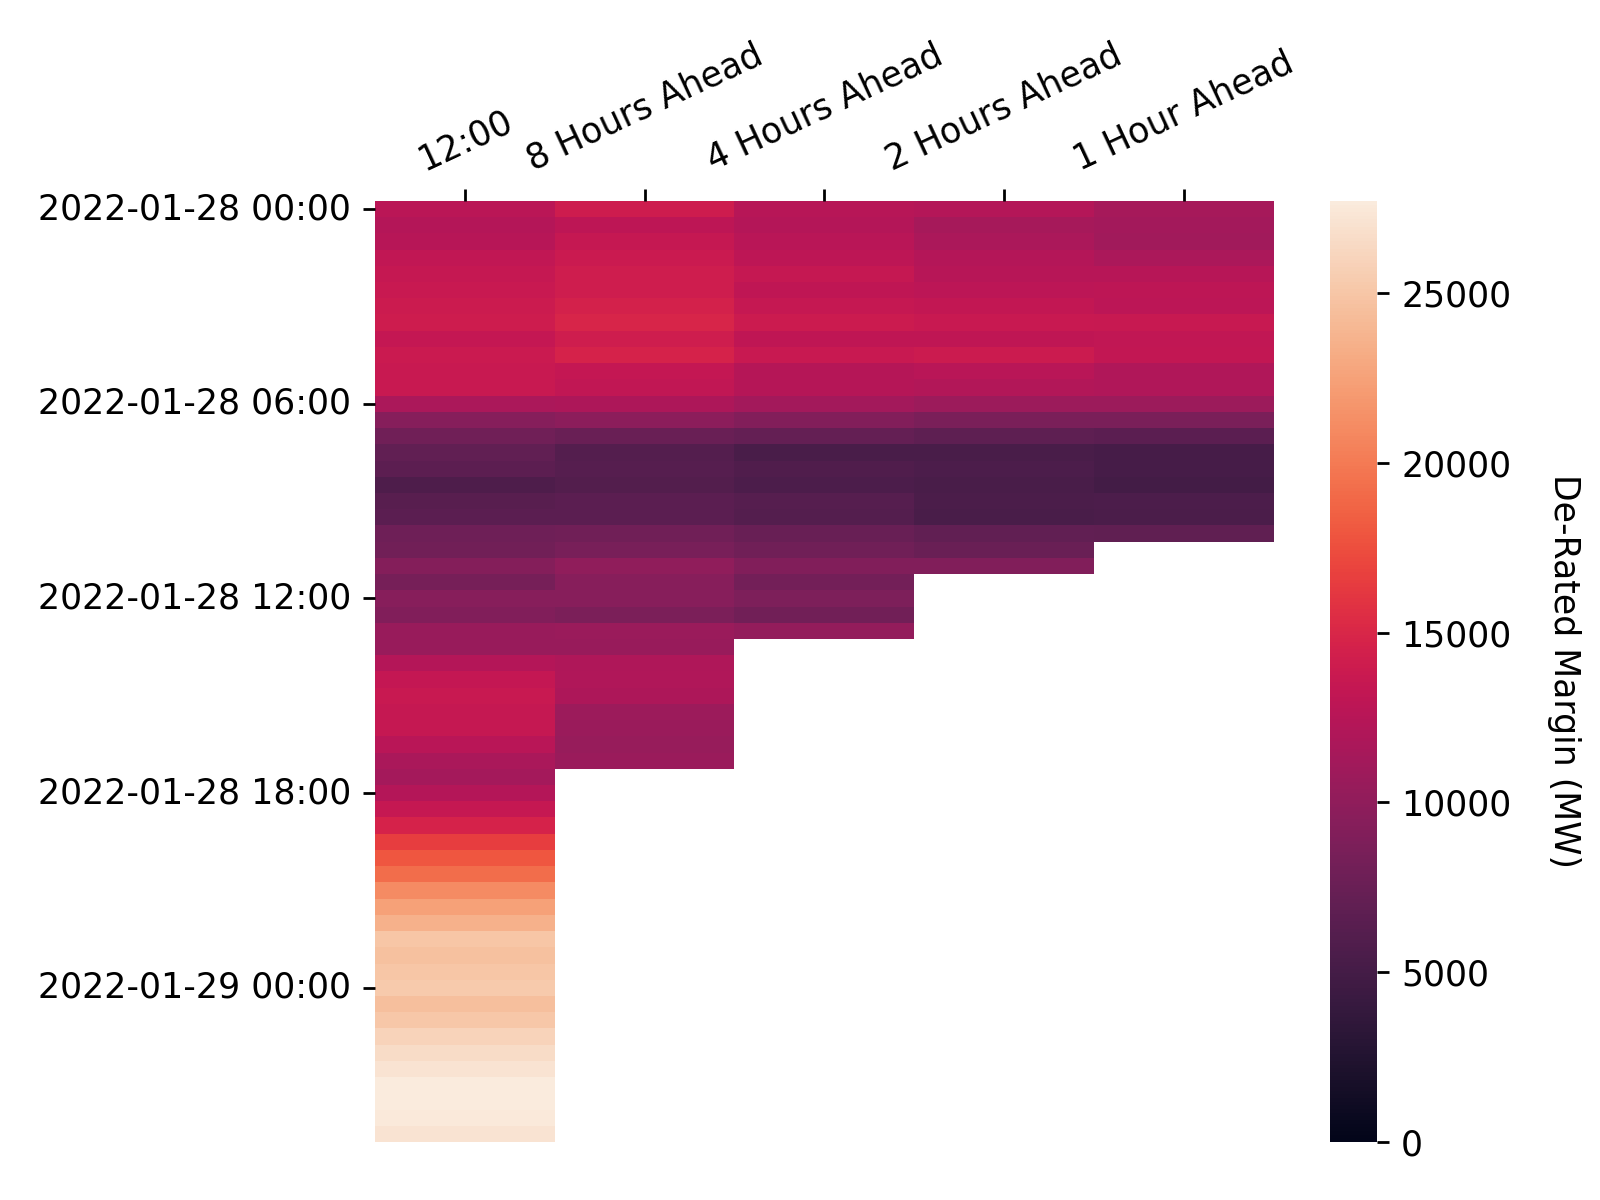 12:00
8 Hours Ahead
4 Hours Ahead
2 Hours Ahead
1 Hour Ahead
2022-01-28 00:00
2022-01-28 06:00
2022-01-28 12:00
2022-01-28 18:00
2022-01-29 00:00
25000
20000
15000
10000
5000
0
De-Rated Margin (MW)